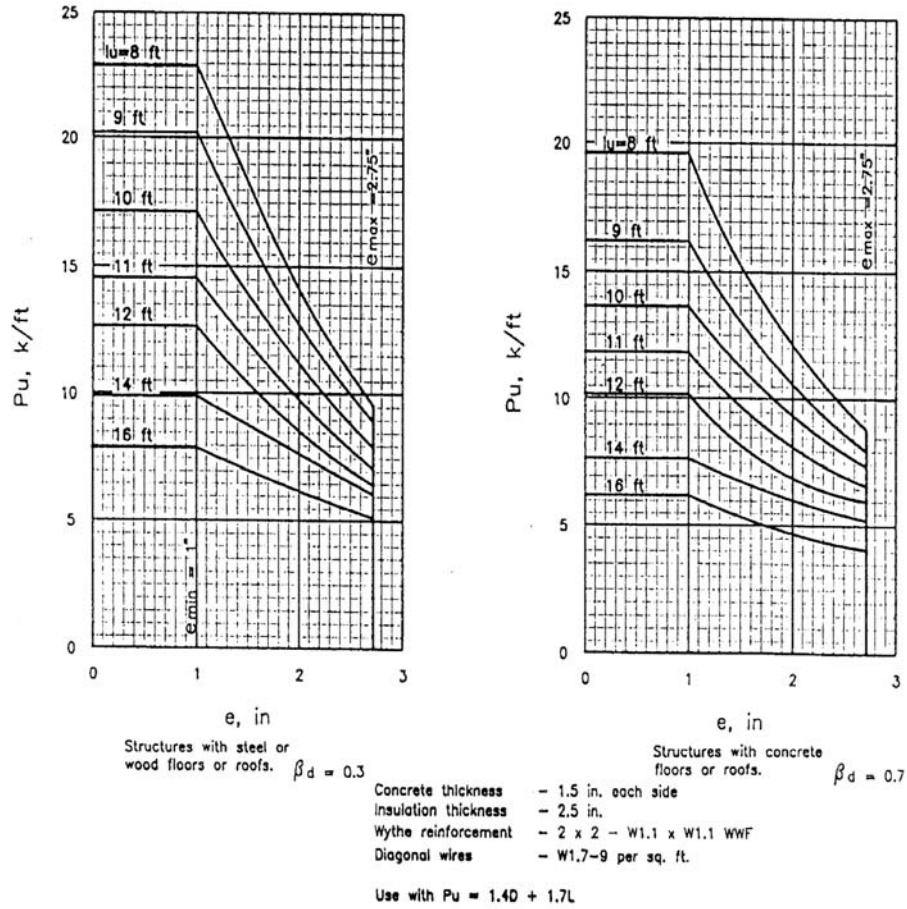 25
20
15
10
5
0
Pu, k/ft
lu=8 ft
9 ft
10 ft
11 ft
12 ft
14 ft
16 ft
e min = 1"
e max = 2.75"
0 1 2 3
e, in
Structures with steel or
wood floors or roofs. βd = 0.3
25
20
15
10
5
0
Pu, k/ft
lu=8 ft
9 ft
10 ft
11 ft
12 ft
14 ft
16 ft
e max = 2.75"
0 1 2 3
e, in
Structures with concrete
floors or roofs. βd = 0.7
Concrete thickness - 1.5 in. each side
Insulation thickness - 2.5 in.
Wythe reinforcement - 2 x 2 - W1.1 x W1.1 WWF
Diagonal wires - W1.7-9 per sq. ft.
Use with Pu = 1.4D + 1.7L